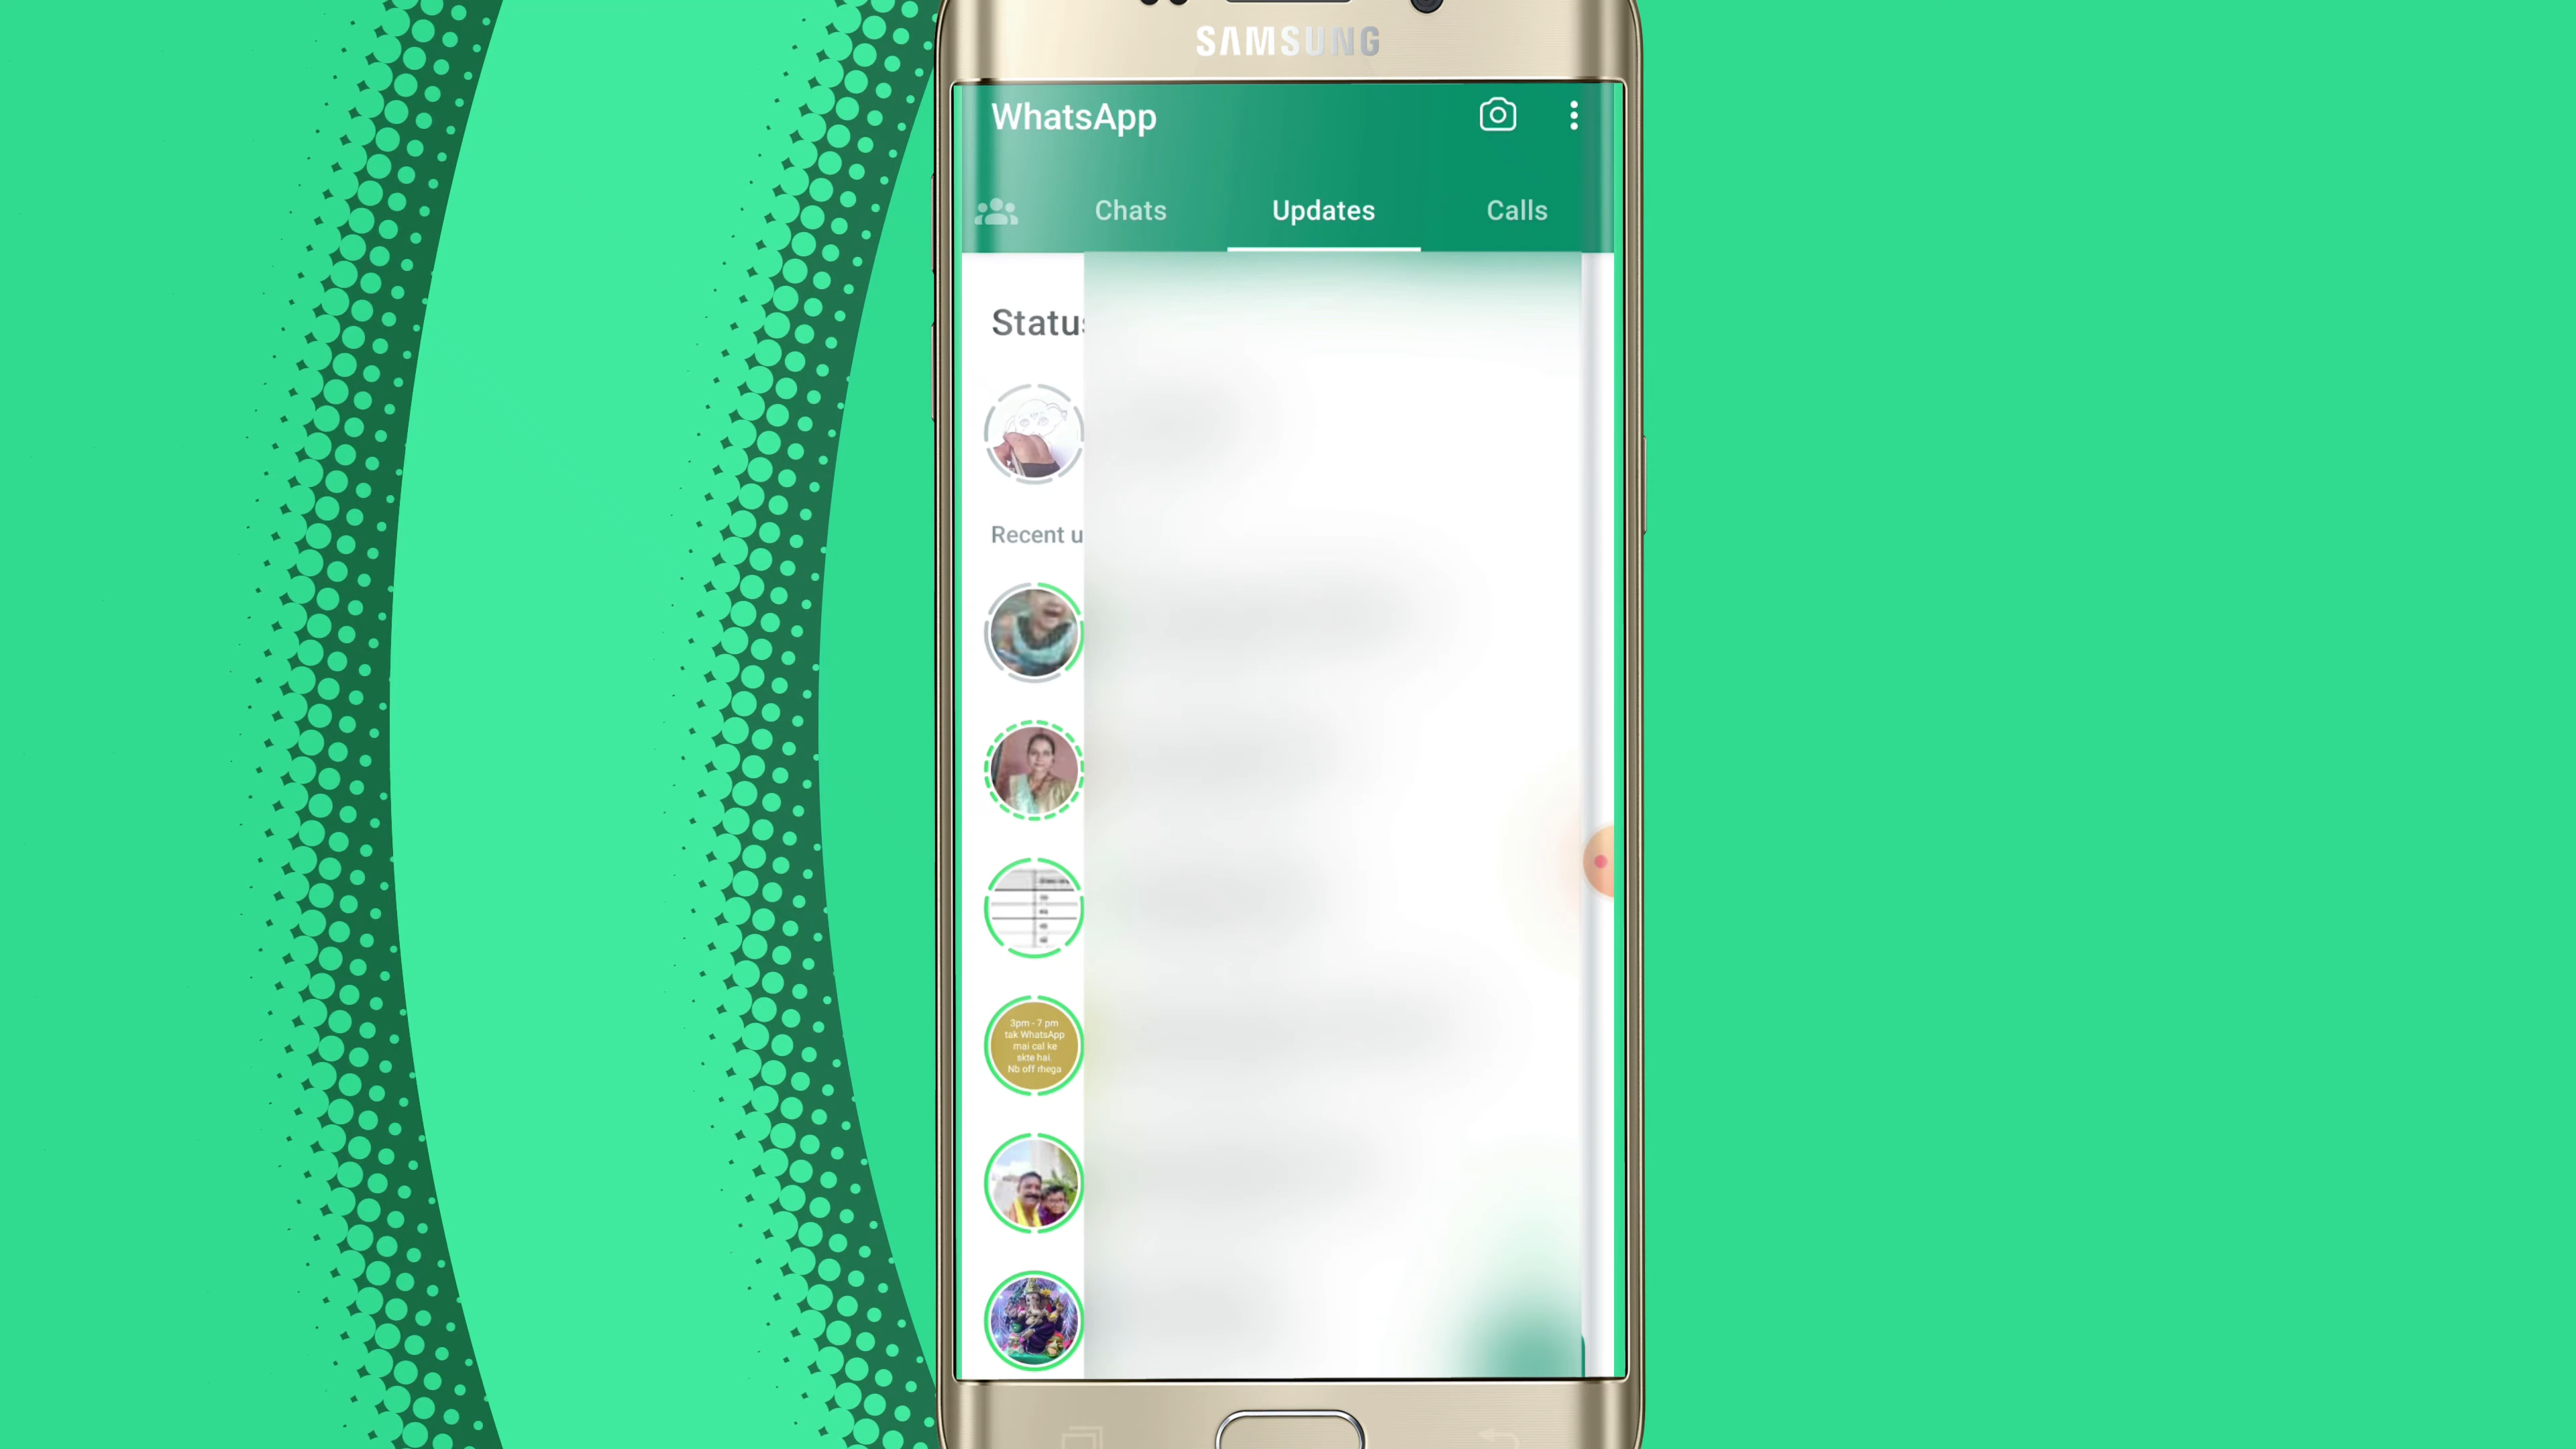 SAMSUNG
WhatsApp
Chats
Updates
Calls
Status
Recent u
3pm - 7 pm
tak WhatsApp
mai cal ke
skte hai.
Nb off rhega